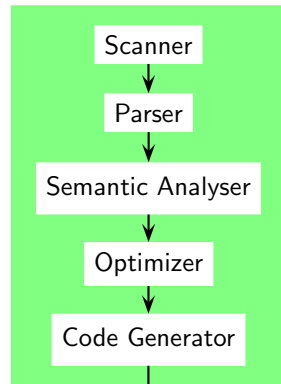 Scanner
Parser
Semantic Analyser
Optimizer
Code Generator